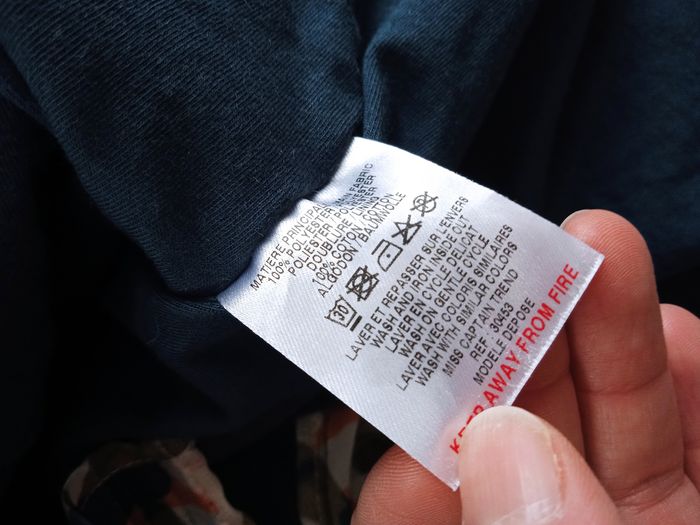 MATIERE PRINCIPALE FABRIC
100% POLYESTER
POLIESTER
DOUBLURE / LINING
100% COTON / COTTON
ALGODON / BAUMWOLLE
30
LAVER ET REPASSER SUR L'ENVERS
WASH AND IRON INSIDE OUT
LAVER EN CYCLE DELICAT
WASH ON GENTLE CYCLE
LAVER AVEC COLORIS SIMILAIRES
WASH WITH SIMILAR COLORS
MISS CAPTAIN TREND
REF. 30453
MODELE DEPOSE
KEEP AWAY FROM FIRE